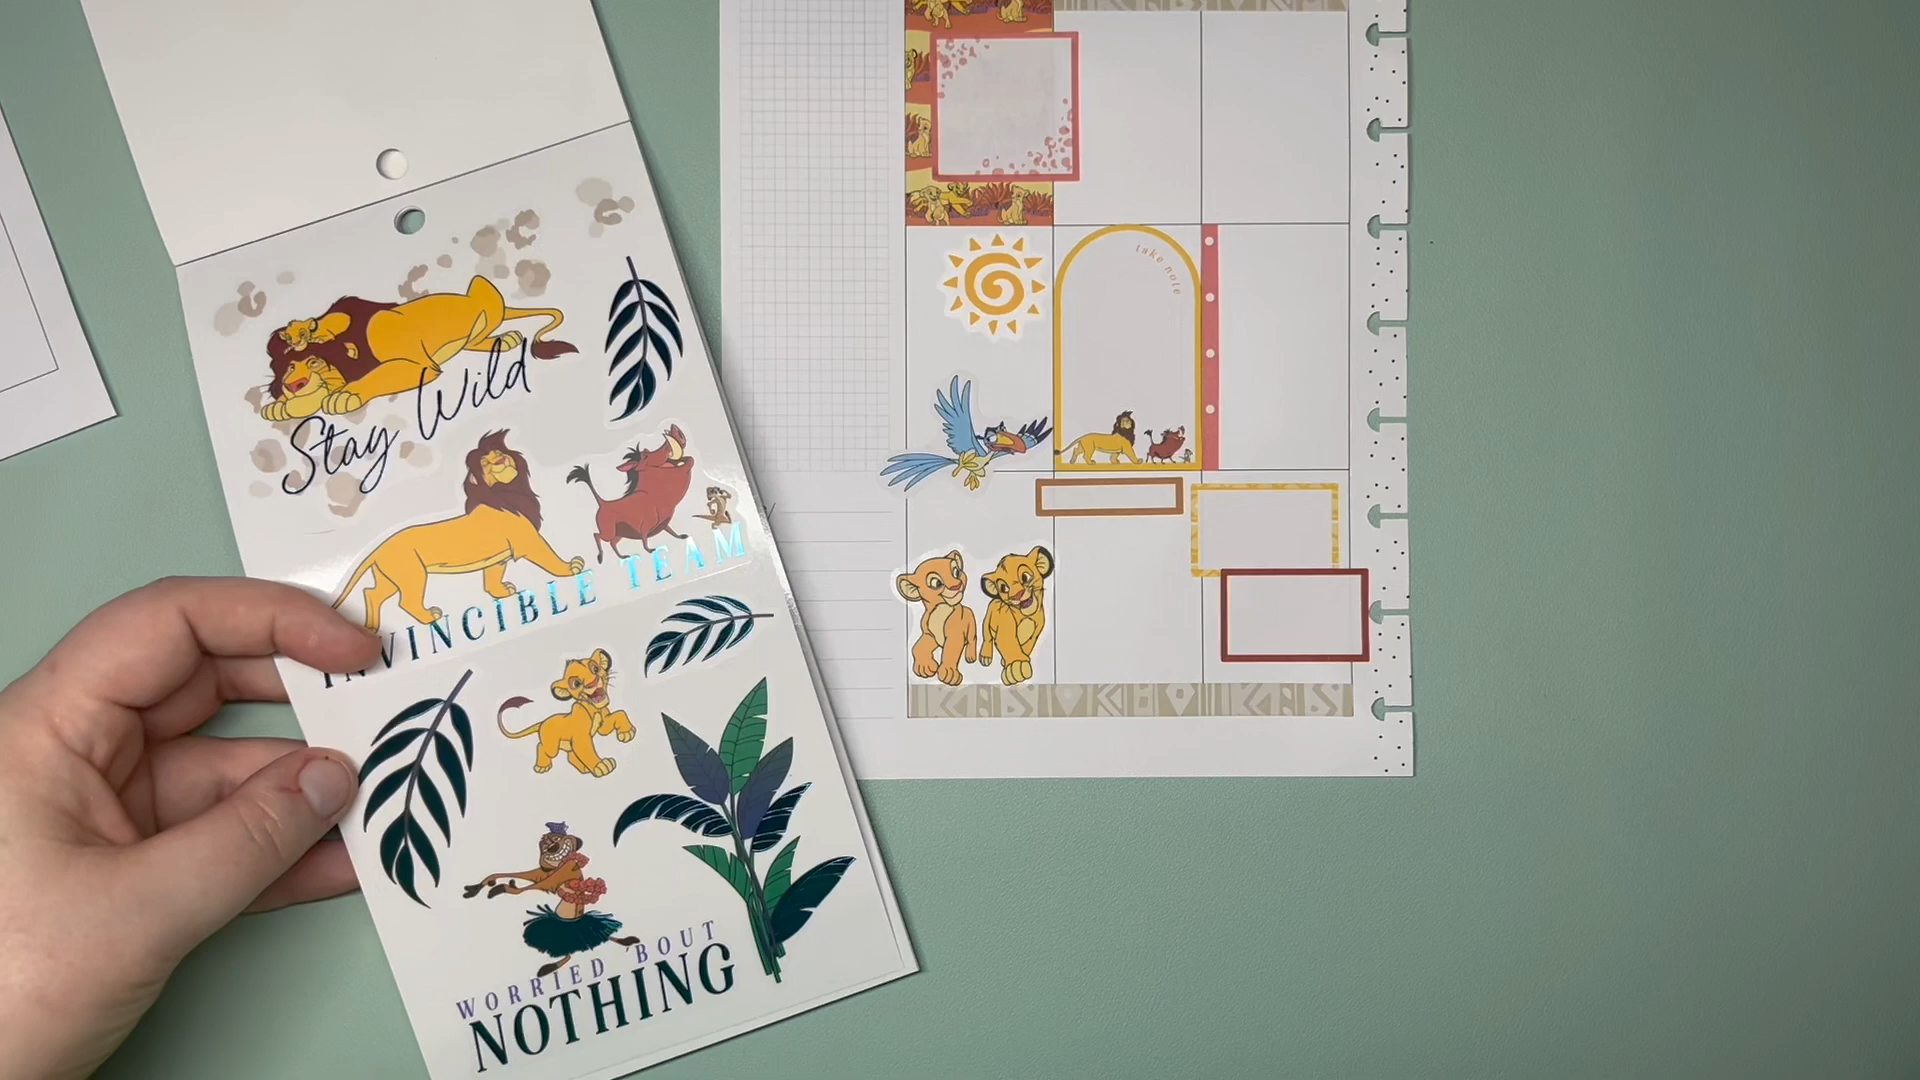 Stay Wild
INVINCIBLE TEAM
WORRIED 'BOUT
NOTHING
take note